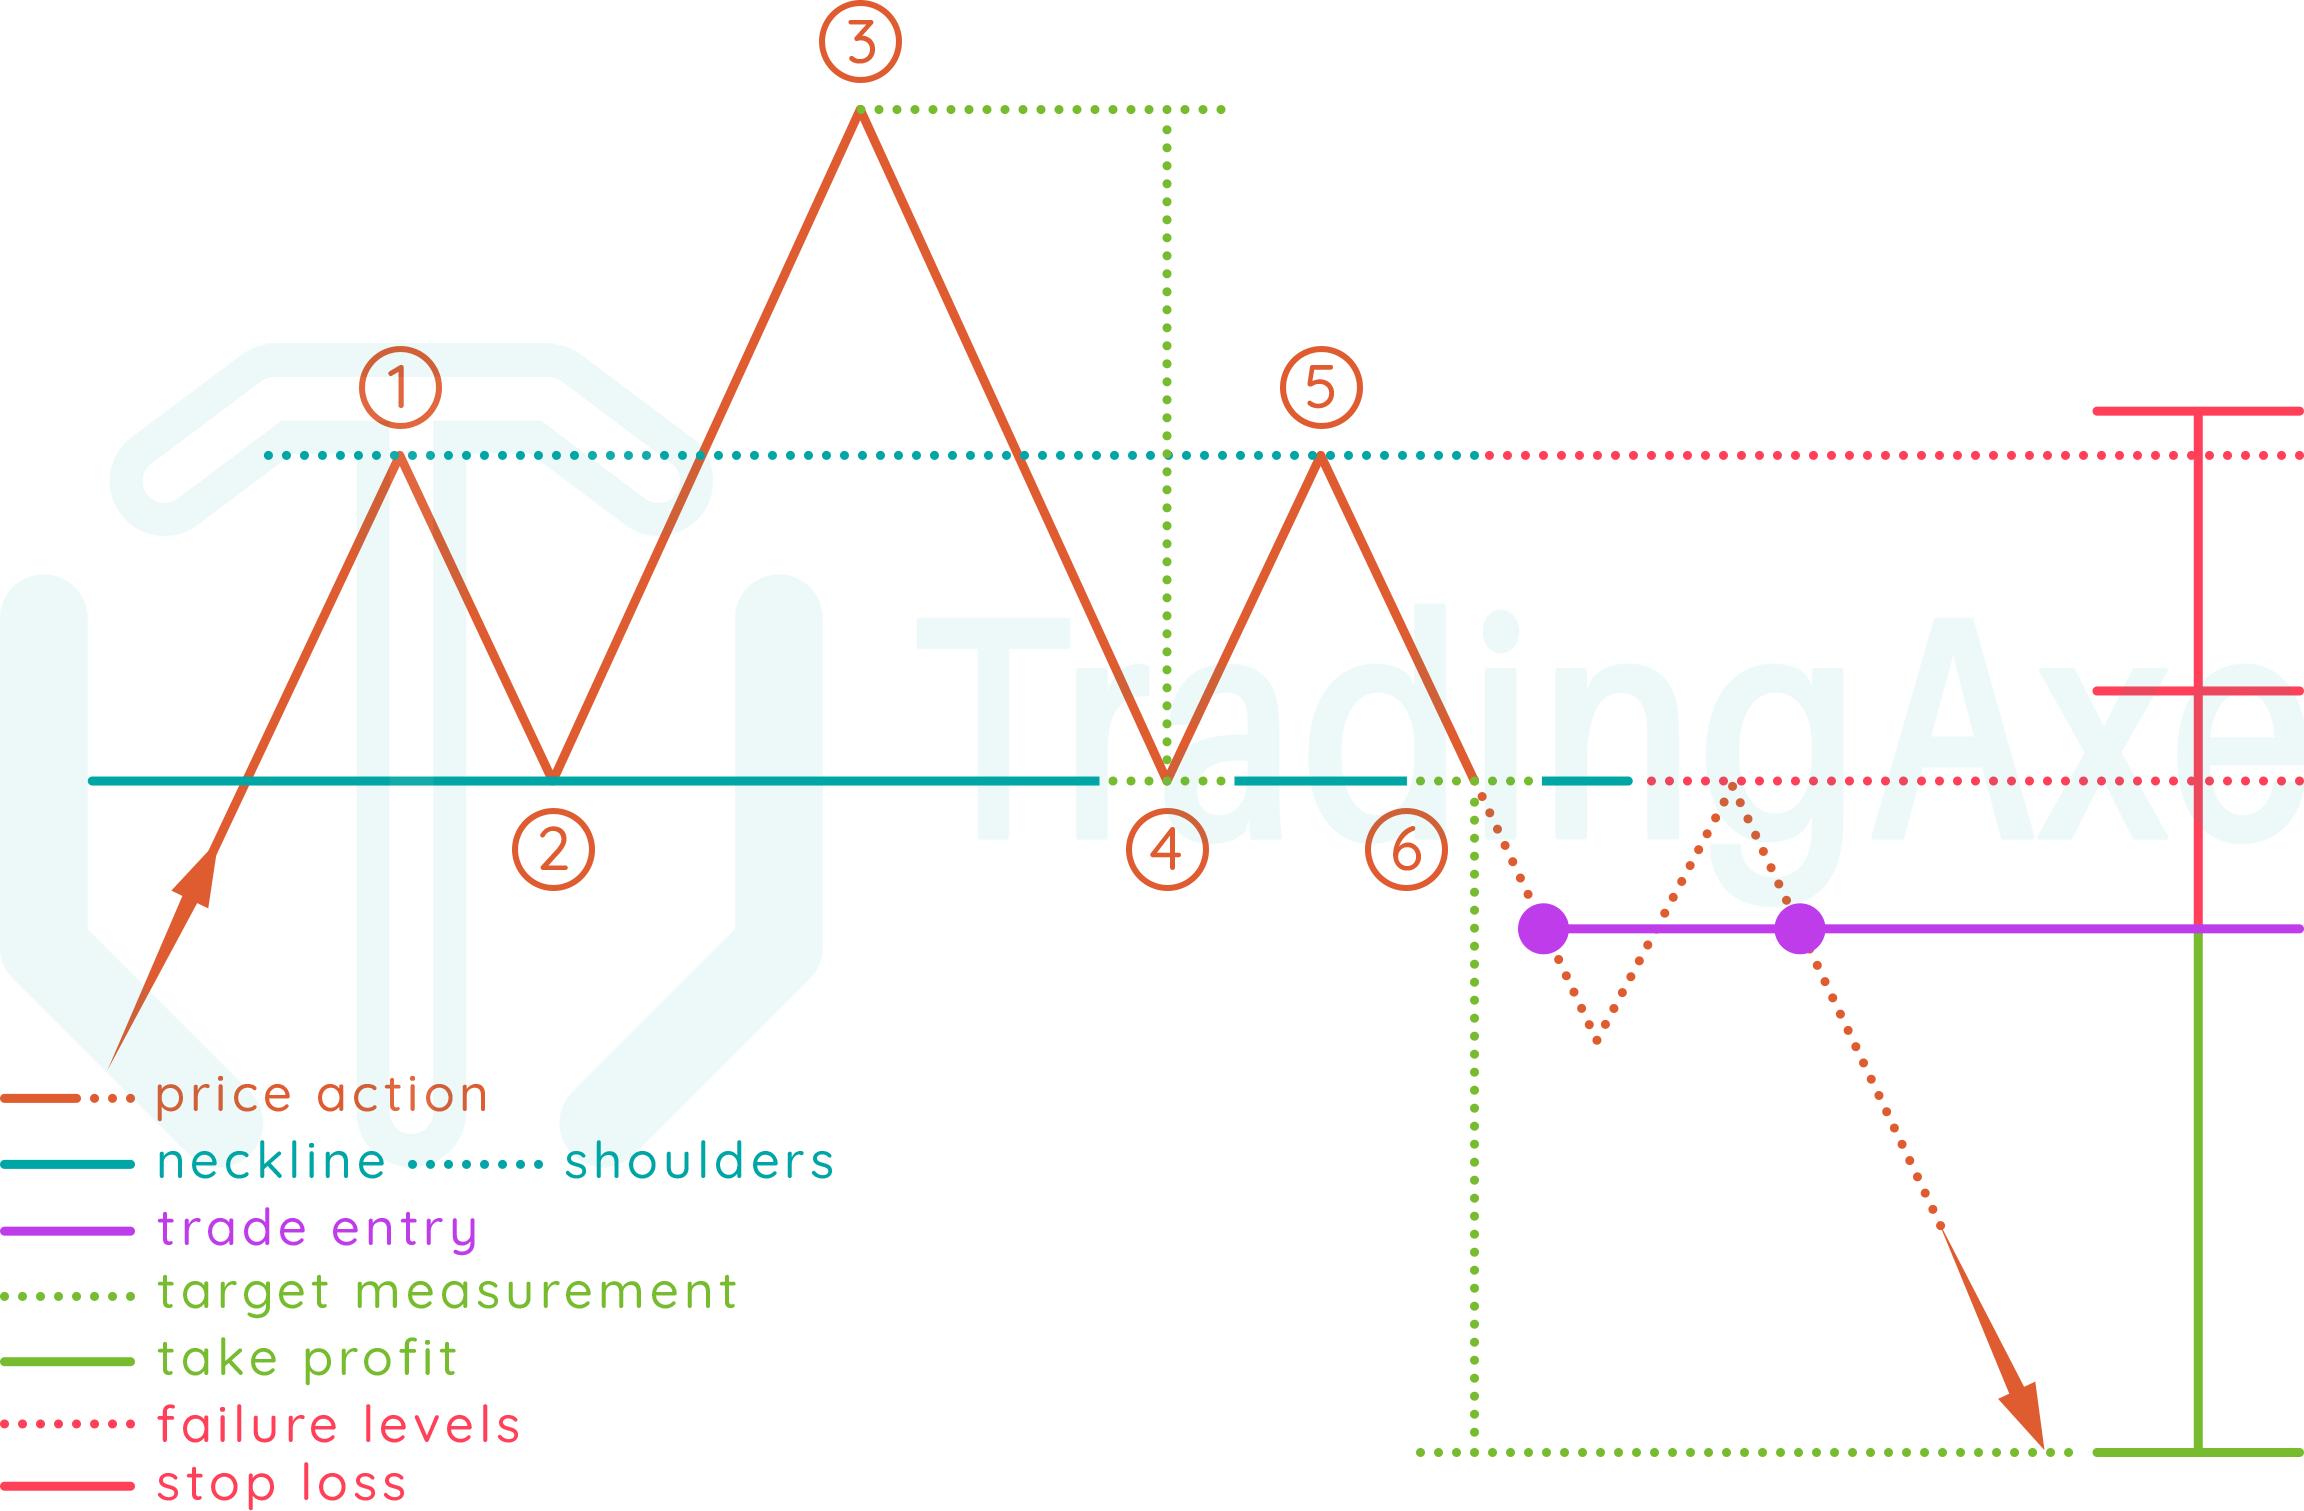 3
1
5
TradingAxe
2
4
6
price action
neckline shoulders
trade entry
target measurement
take profit
failure levels
stop loss